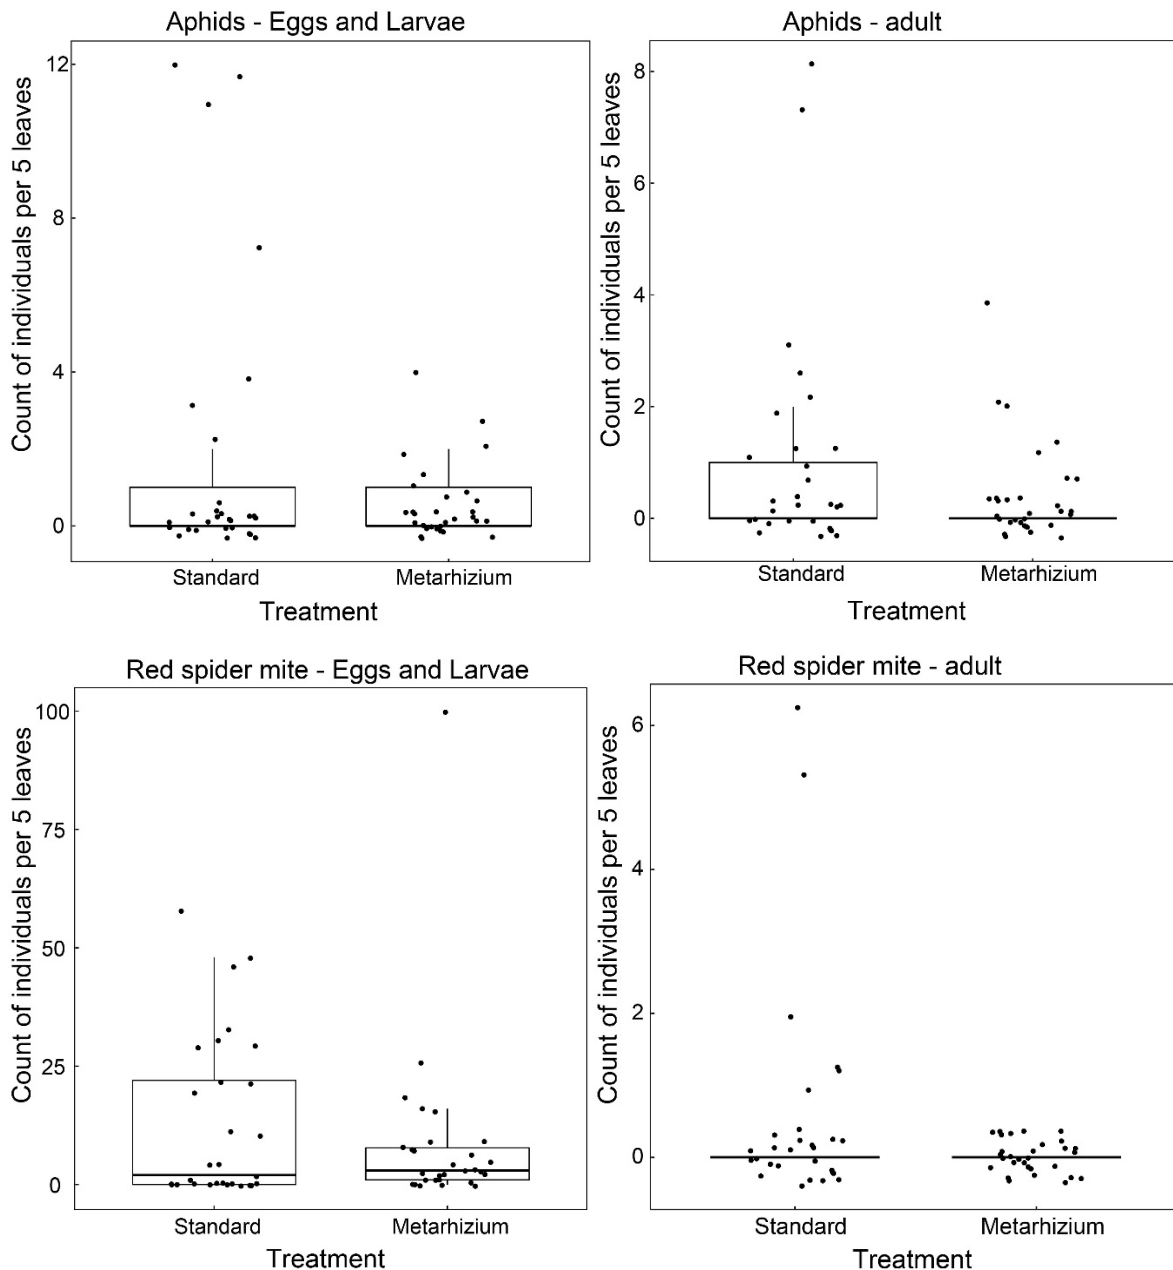 Aphids - Eggs and Larvae
Count of individuals per 5 leaves
12
8
4
0
Standard
Metarhizium
Treatment
Aphids - adult
Count of individuals per 5 leaves
8
6
4
2
0
Standard
Metarhizium
Treatment
Red spider mite - Eggs and Larvae
Count of individuals per 5 leaves
100
75
50
25
0
Standard
Metarhizium
Treatment
Red spider mite - adult
Count of individuals per 5 leaves
6
4
2
0
Standard
Metarhizium
Treatment